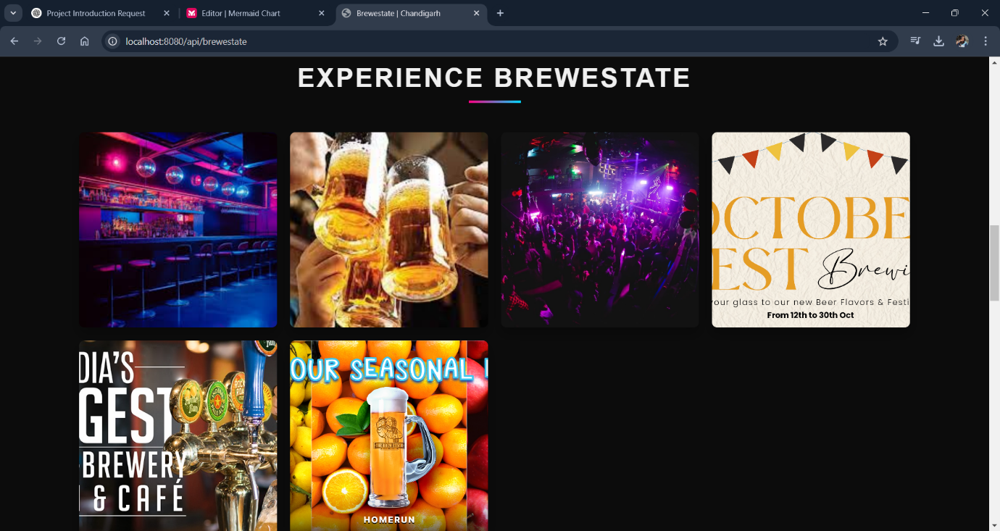 Project Introduction Request
Editor | Mermaid Chart
Brewestate | Chandigarh
localhost:8080/api/brewestate
EXPERIENCE BREWESTATE
OCTOBE
EST Brewi
your glass to our new Beer Flavors & Festi
From 12th to 30th Oct
DIA'S
GEST
BREWERY
& CAFÉ
OUR SEASONAL
HOMERUN